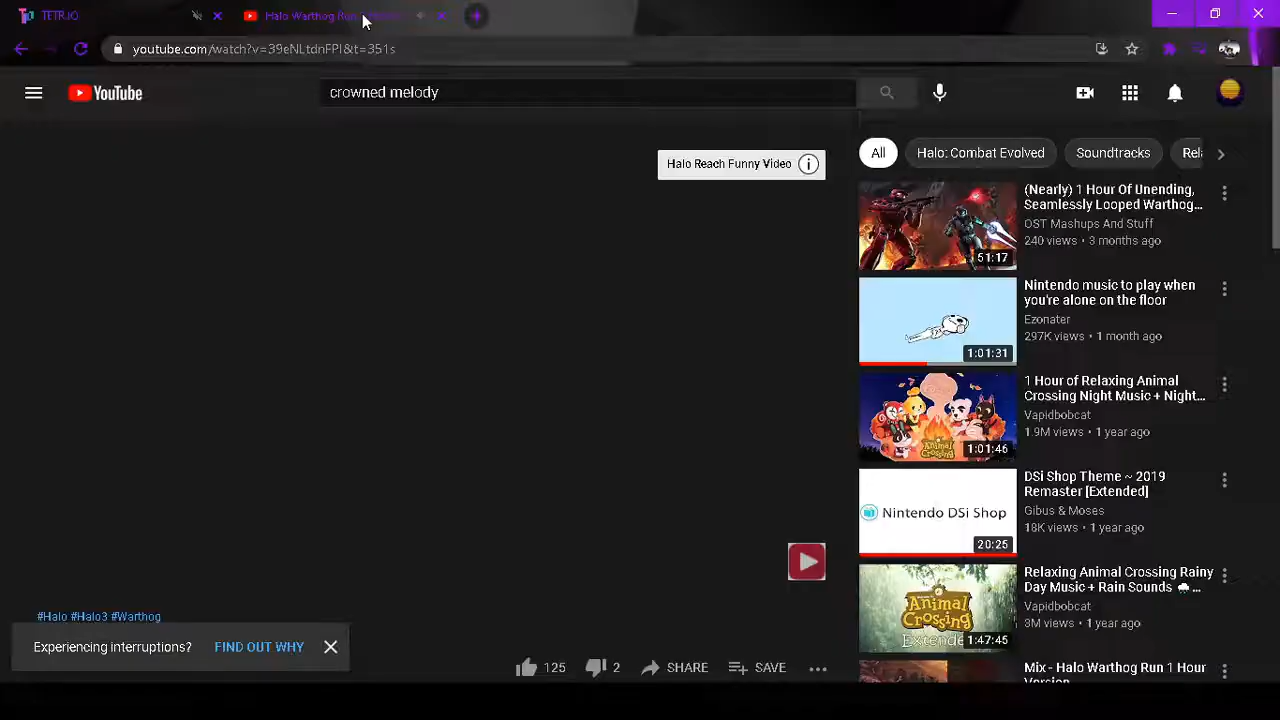 TETR.IO
Halo Warthog Run
youtube.com/watch?v=39eNLtdnFPI&t=351s
YouTube
crowned melody
Halo Reach Funny Video
All
Halo: Combat Evolved
Soundtracks
Rel
(Nearly) 1 Hour Of Unending,
Seamlessly Looped Warthog...
OST Mashups And Stuff
240 views • 3 months ago
51:17
Nintendo music to play when
you're alone on the floor
Ezonater
297K views • 1 month ago
1:01:31
1 Hour of Relaxing Animal
Crossing Night Music + Night...
Vapidbobcat
1.9M views • 1 year ago
ANIMAL CROSSING
1:01:46
DSi Shop Theme ~ 2019
Remaster [Extended]
Gibus & Moses
18K views • 1 year ago
Nintendo DSi Shop
20:25
Relaxing Animal Crossing Rainy
Day Music + Rain Sounds 🌧️ ...
Vapidbobcat
3M views • 1 year ago
ANIMAL CROSSING
Extende
1:47:45
Mix - Halo Warthog Run 1 Hour
Version
#Halo #Halo3 #Warthog
Experiencing interruptions?
FIND OUT WHY
125
2
SHARE
SAVE